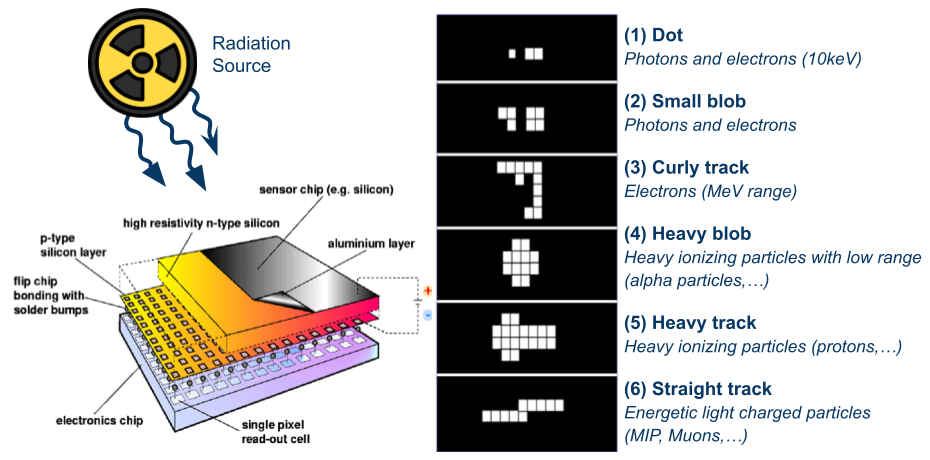 Radiation
Source
sensor chip (e.g. silicon)
high resistivity n-type silicon
p-type
silicon layer
aluminium layer
flip chip
bonding with
solder bumps
+
-
electronics chip
single pixel
read-out cell
(1) Dot
Photons and electrons (10keV)
(2) Small blob
Photons and electrons
(3) Curly track
Electrons (MeV range)
(4) Heavy blob
Heavy ionizing particles with low range
(alpha particles,…)
(5) Heavy track
Heavy ionizing particles (protons,…)
(6) Straight track
Energetic light charged particles
(MIP, Muons,…)